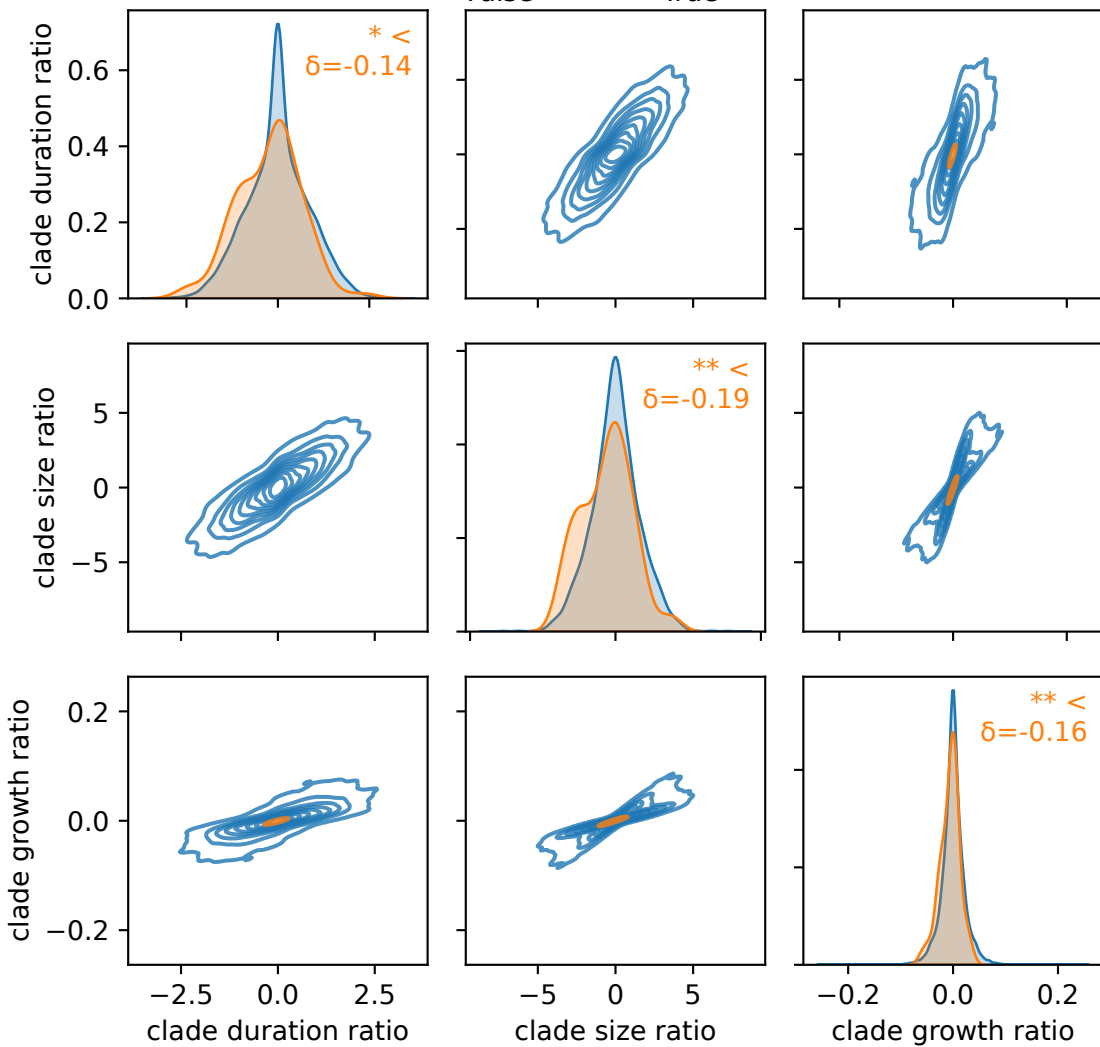 clade duration ratio
0.6
0.4
0.2
0.0
* <
δ=-0.14
clade size ratio
5
0
−5
** <
δ=-0.19
clade growth ratio
0.2
0.0
−0.2
** <
δ=-0.16
−2.5 0.0 2.5
clade duration ratio
−5 0 5
clade size ratio
−0.2 0.0 0.2
clade growth ratio